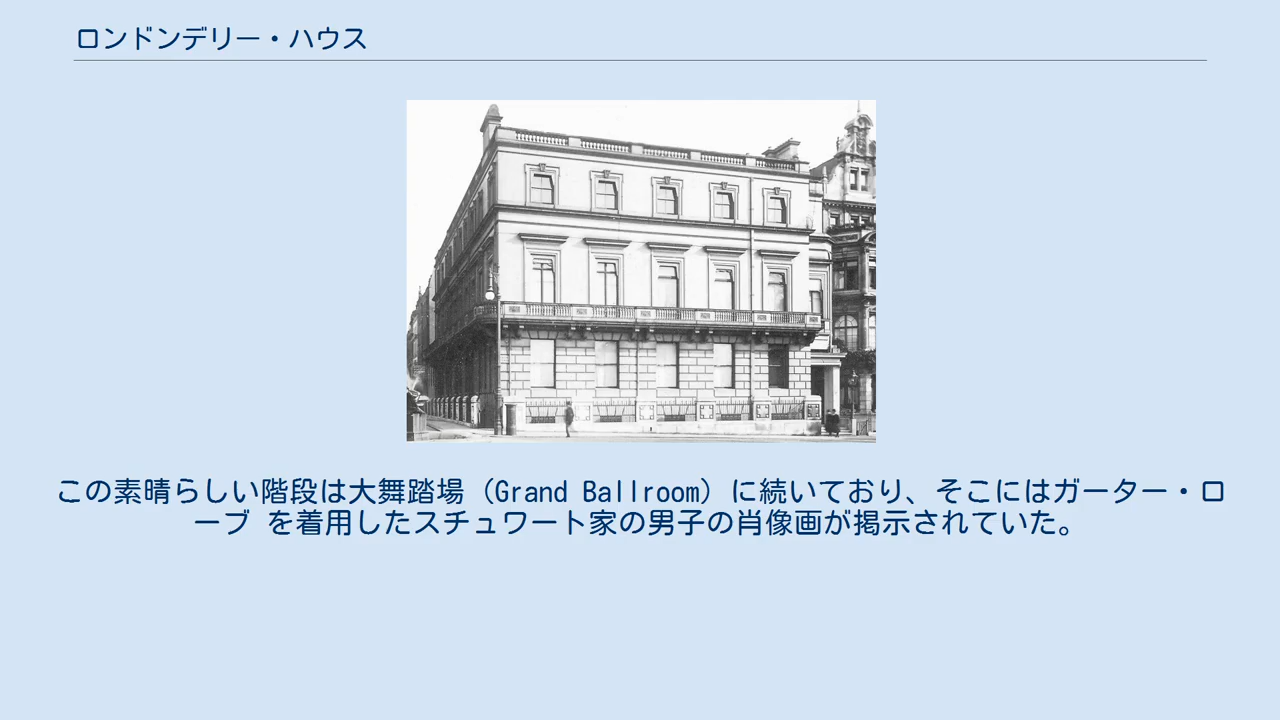 ロンドンデリー・ハウス
この素晴らしい階段は大舞踏場（Grand Ballroom）に続いており、そこにはガーター・ロ
ーブ を着用したスチュワート家の男子の肖像画が掲示されていた。